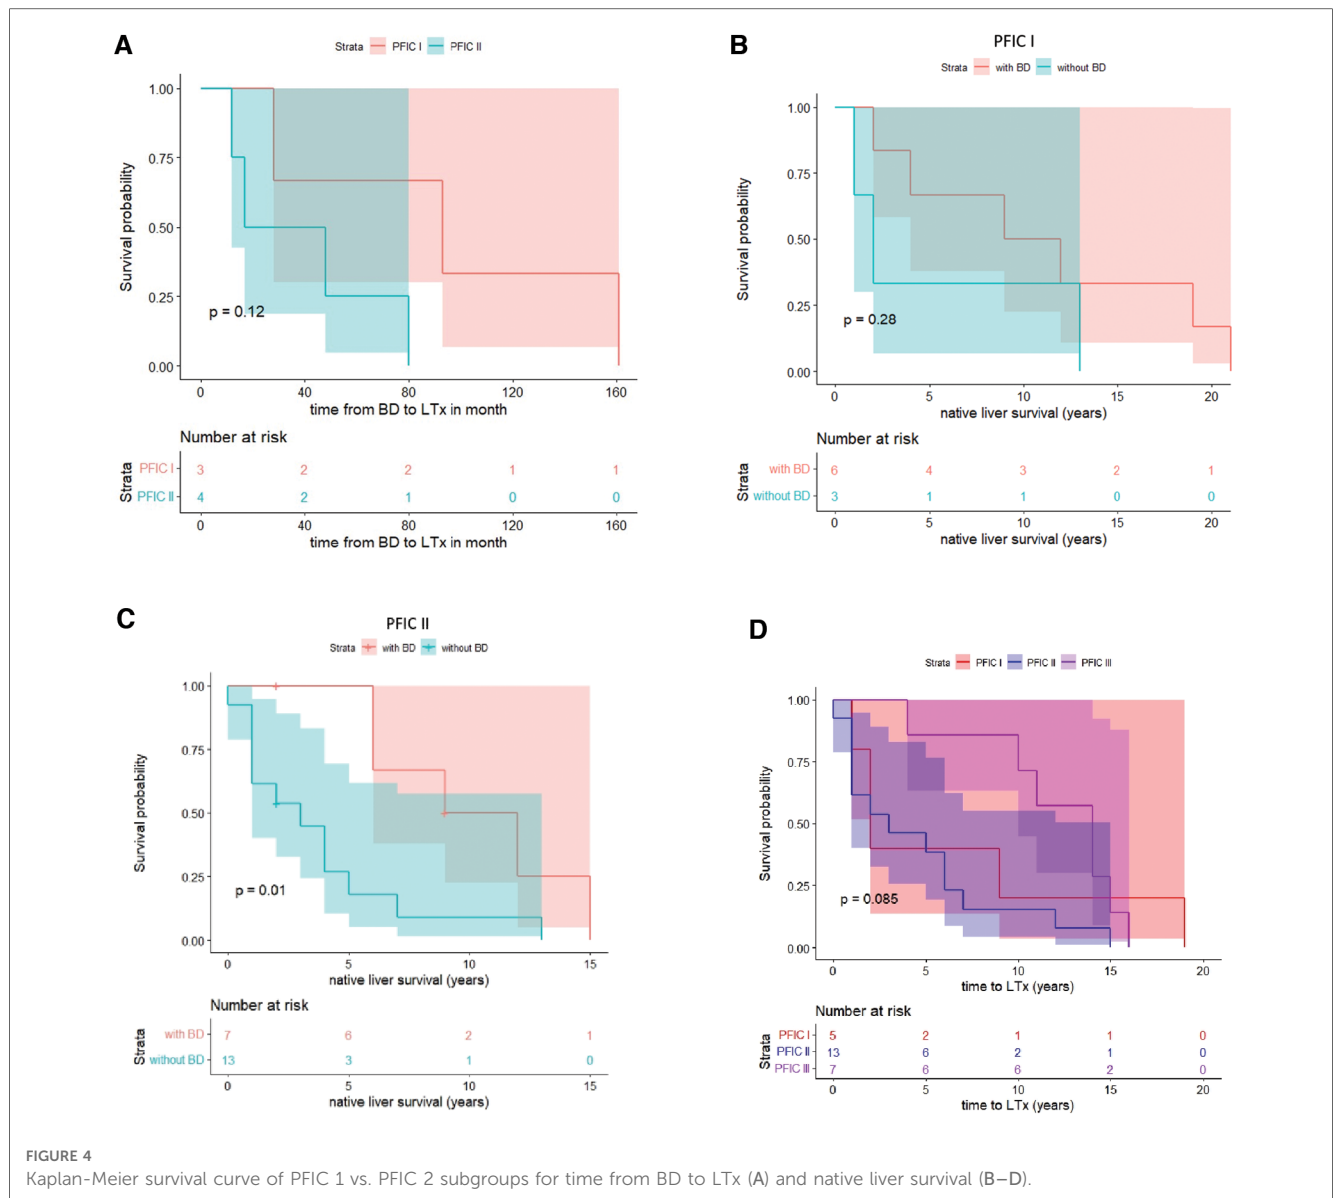 A
Strata PFIC I PFIC II
Survival probability
1.00
0.75
0.50
0.25
0.00
p = 0.12
0 40 80 120 160
time from BD to LTx in month
Number at risk
Strata
PFIC I 3 2 2 1 1
PFIC II 4 2 1 0 0
0 40 80 120 160
time from BD to LTx in month
B
PFIC I
Strata with BD without BD
Survival probability
1.00
0.75
0.50
0.25
0.00
p = 0.28
0 5 10 15 20
native liver survival (years)
Number at risk
Strata
with BD 6 4 3 2 1
without BD 3 1 1 0 0
0 5 10 15 20
native liver survival (years)
C
PFIC II
Strata with BD without BD
Survival probability
1.00
0.75
0.50
0.25
0.00
p = 0.01
0 5 10 15
native liver survival (years)
Number at risk
Strata
with BD 7 6 2 1
without BD 13 3 1 0
0 5 10 15
native liver survival (years)
D
Strata PFIC I PFIC II PFIC III
Survival probability
1.00
0.75
0.50
0.25
0.00
p = 0.085
0 5 10 15 20
time to LTx (years)
Number at risk
Strata
PFIC I 5 2 1 1 0
PFIC II 13 6 2 1 0
PFIC III 7 6 6 2 0
0 5 10 15 20
time to LTx (years)
FIGURE 4
Kaplan-Meier survival curve of PFIC 1 vs. PFIC 2 subgroups for time from BD to LTx (A) and native liver survival (B–D).